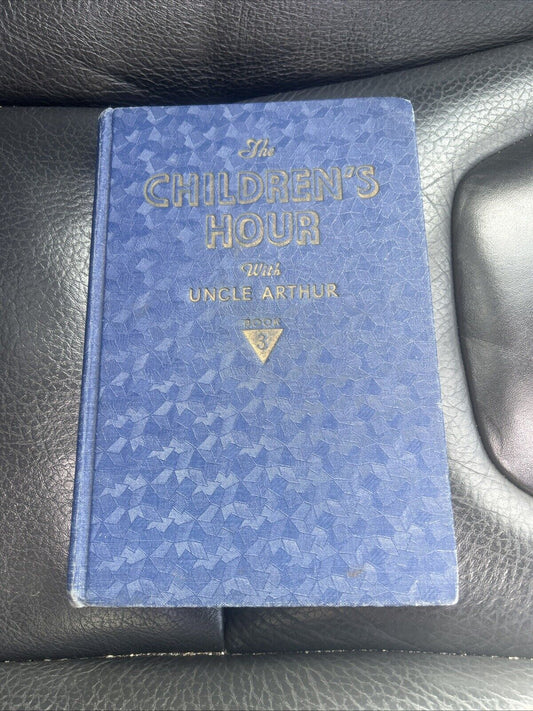 The
CHILDREN'S
HOUR
With
UNCLE ARTHUR
BOOK
3